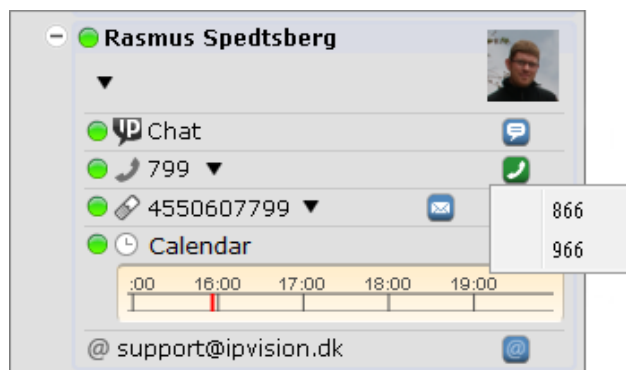 Rasmus Spedtsberg
Chat
799
4550607799
866
966
Calendar
:00 16:00 17:00 18:00 19:00
@ support@ipvision.dk